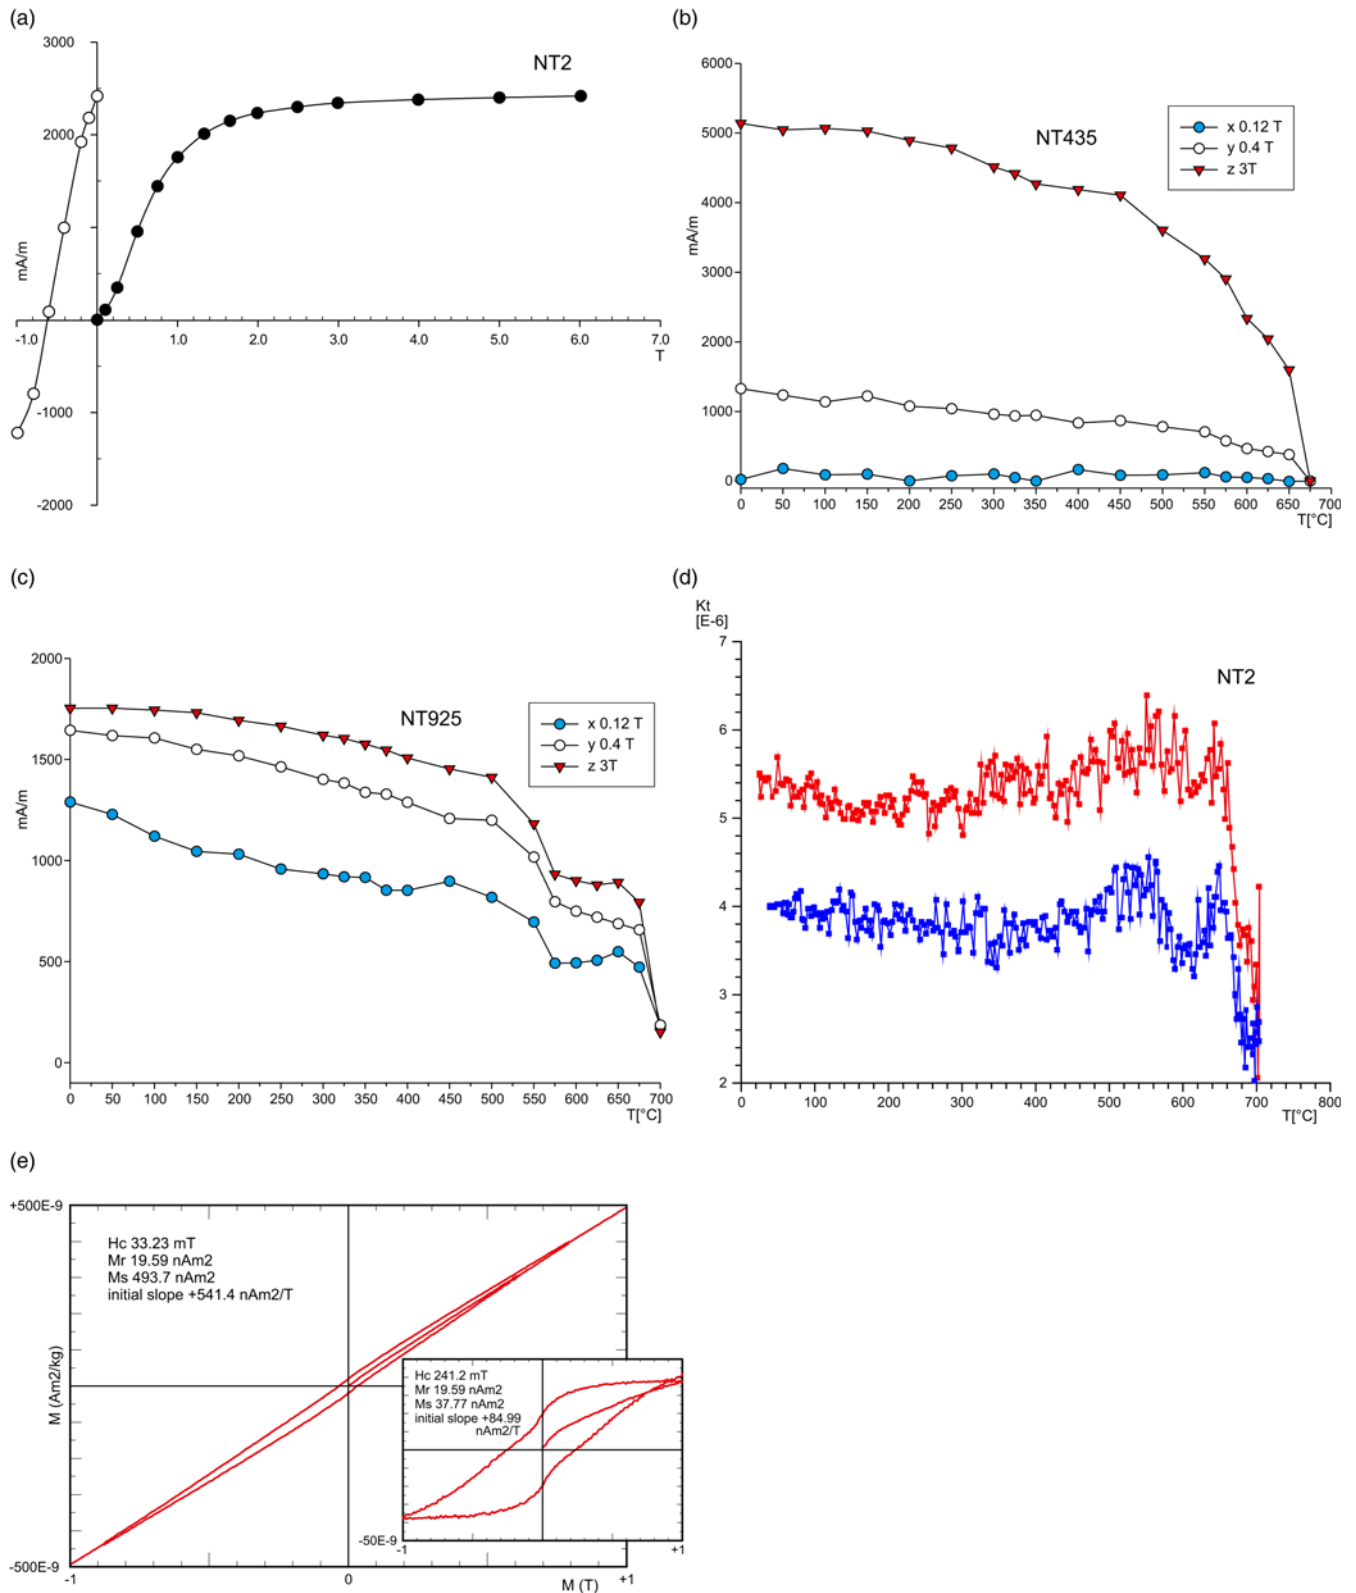 (a)
3000
NT2
2000
mA/m
-1.0
1.0
2.0
3.0
4.0
5.0
6.0
7.0
T
-1000
-2000
(b)
6000
5000
NT435
x 0.12 T
y 0.4 T
z 3T
4000
mA/m
3000
2000
1000
0
0 50 100 150 200 250 300 350 400 450 500 550 600 650 700
T[°C]
(c)
2000
NT925
x 0.12 T
y 0.4 T
z 3T
1500
mA/m
1000
500
0
0 50 100 150 200 250 300 350 400 450 500 550 600 650 700
T[°C]
(d)
Kt
[E-6]
7
NT2
6
5
4
3
2
0 100 200 300 400 500 600 700 800
T[°C]
(e)
+500E-9
Hc 33.23 mT
Mr 19.59 nAm2
Ms 493.7 nAm2
initial slope +541.4 nAm2/T
M (Am2/kg)
Hc 241.2 mT
Mr 19.59 nAm2
Ms 37.77 nAm2
initial slope +84.99
nAm2/T
-50E-9
-1
+1
-500E-9
-1
0
M (T)
+1